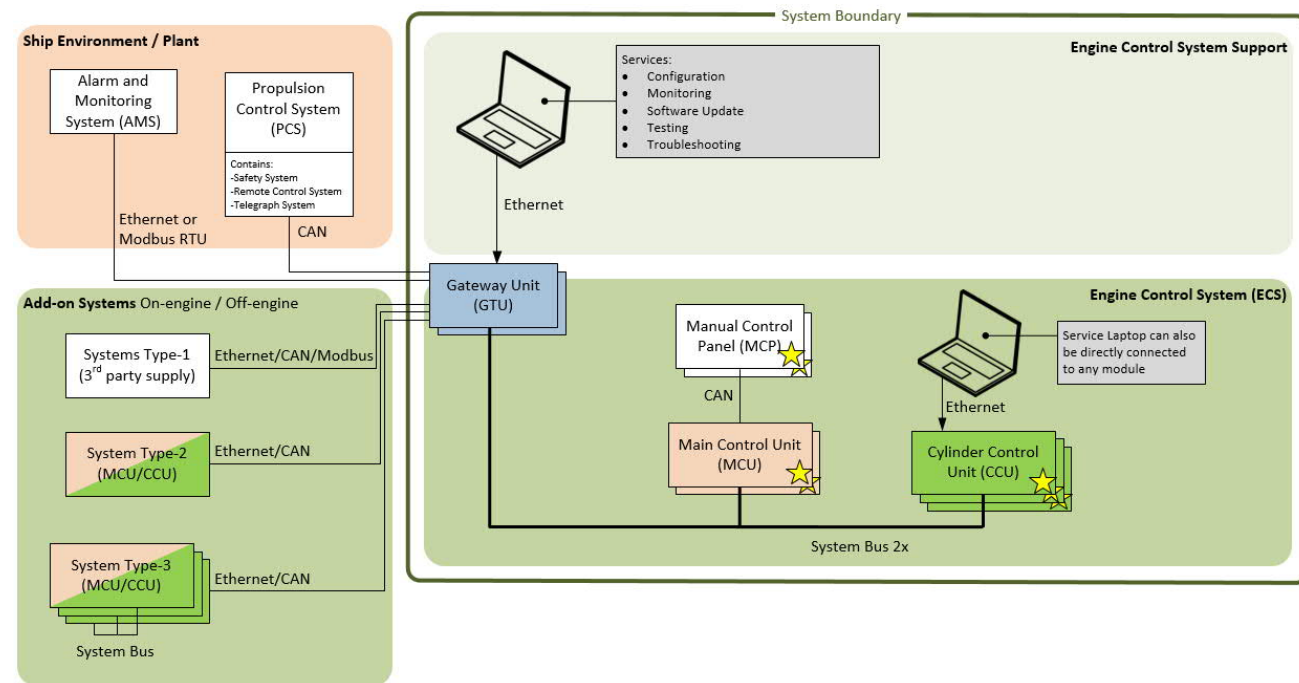 System Boundary
Ship Environment / Plant
Alarm and
Monitoring
System (AMS)
Propulsion
Control System
(PCS)
Contains:
-Safety System
-Remote Control System
-Telegraph System
Ethernet or
Modbus RTU
CAN
Engine Control System Support
Services:
• Configuration
• Monitoring
• Software Update
• Testing
• Troubleshooting
Ethernet
Gateway Unit
(GTU)
Add-on Systems On-engine / Off-engine
Systems Type-1
(3rd party supply)
Ethernet/CAN/Modbus
System Type-2
(MCU/CCU)
Ethernet/CAN
System Type-3
(MCU/CCU)
Ethernet/CAN
System Bus
Engine Control System (ECS)
Manual Control
Panel (MCP)
CAN
Main Control Unit
(MCU)
Service Laptop can also
be directly connected
to any module
Ethernet
Cylinder Control
Unit (CCU)
System Bus 2x